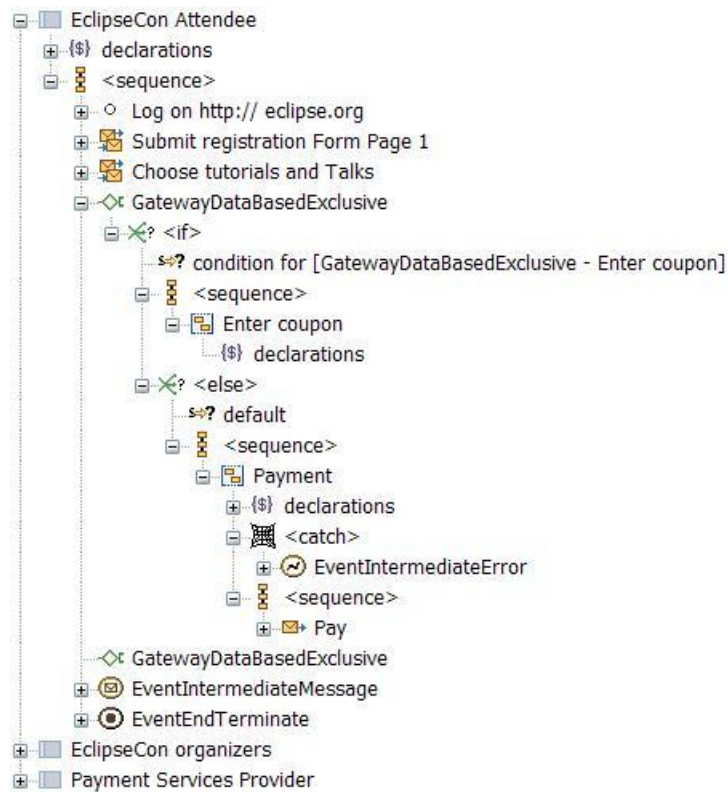 EclipseCon Attendee
{$} declarations
<sequence>
Log on http:// eclipse.org
Submit registration Form Page 1
Choose tutorials and Talks
GatewayDataBasedExclusive
? <if>
s⇨? condition for [GatewayDataBasedExclusive - Enter coupon]
<sequence>
Enter coupon
{$} declarations
? <else>
s⇨? default
<sequence>
Payment
{$} declarations
<catch>
EventIntermediateError
<sequence>
Pay
GatewayDataBasedExclusive
EventIntermediateMessage
EventEndTerminate
EclipseCon organizers
Payment Services Provider